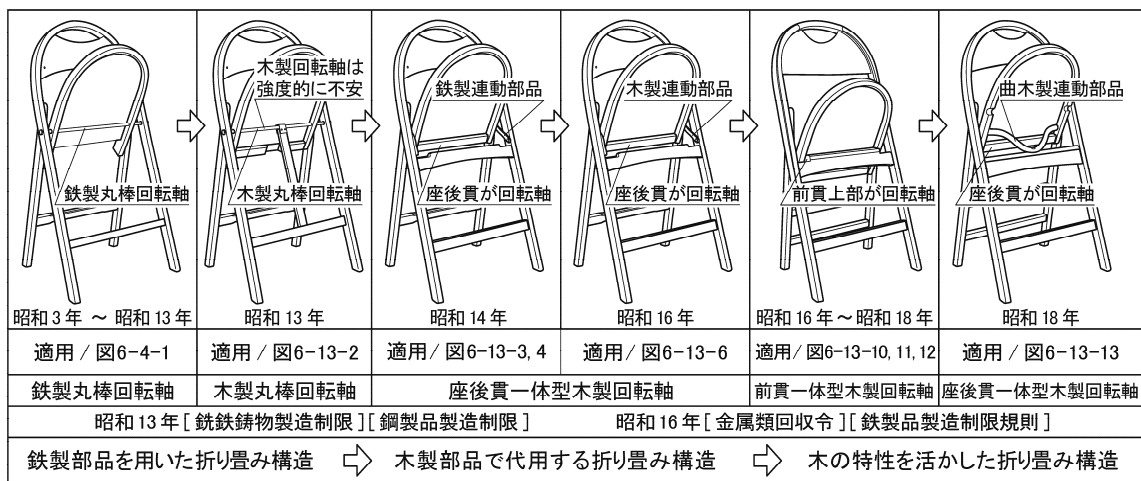 木製回転軸は
強度的に不安
鉄製連動部品
木製連動部品
曲木製連動部品
鉄製丸棒回転軸
木製丸棒回転軸
座後貫が回転軸
座後貫が回転軸
前貫上部が回転軸
座後貫が回転軸
昭和3年 ～ 昭和13年
昭和13年
昭和14年
昭和16年
昭和16年～昭和18年
昭和18年
適用/図6-4-1
適用/図6-13-2
適用/図6-13-3, 4
適用/図6-13-6
適用/図6-13-10, 11, 12
適用/図6-13-13
鉄製丸棒回転軸
木製丸棒回転軸
座後貫一体型木製回転軸
前貫一体型木製回転軸
座後貫一体型木製回転軸
昭和13年[銑鉄鋳物製造制限][鋼製品製造制限]
昭和16年[金属類回収令][鉄製品製造制限規則]
鉄製部品を用いた折り畳み構造
木製部品で代用する折り畳み構造
木の特性を活かした折り畳み構造